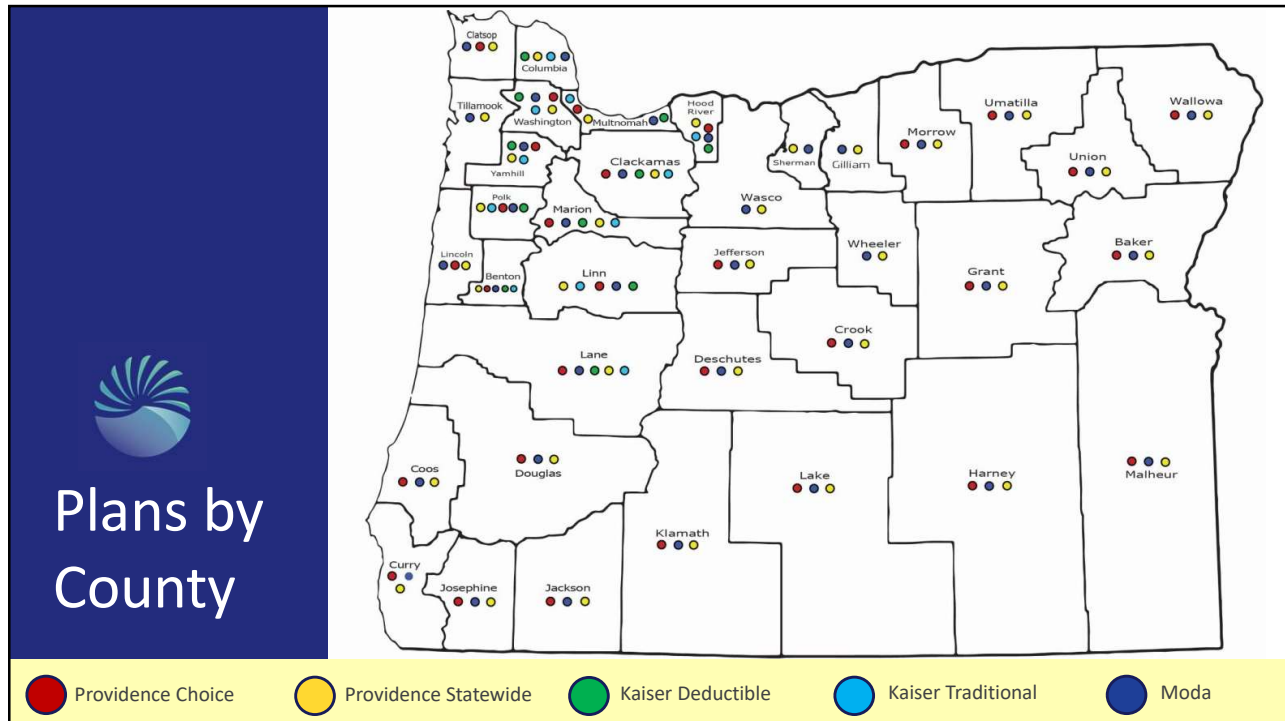 Plans by
County
Clatsop
Columbia
Tillamook
Washington
Multnomah
Hood
River
Yamhill
Clackamas
Sherman
Gilliam
Morrow
Umatilla
Wallowa
Union
Polk
Marion
Wasco
Lincoln
Benton
Linn
Jefferson
Wheeler
Grant
Baker
Lane
Deschutes
Crook
Coos
Douglas
Lake
Harney
Malheur
Klamath
Curry
Josephine
Jackson
Providence Choice
Providence Statewide
Kaiser Deductible
Kaiser Traditional
Moda